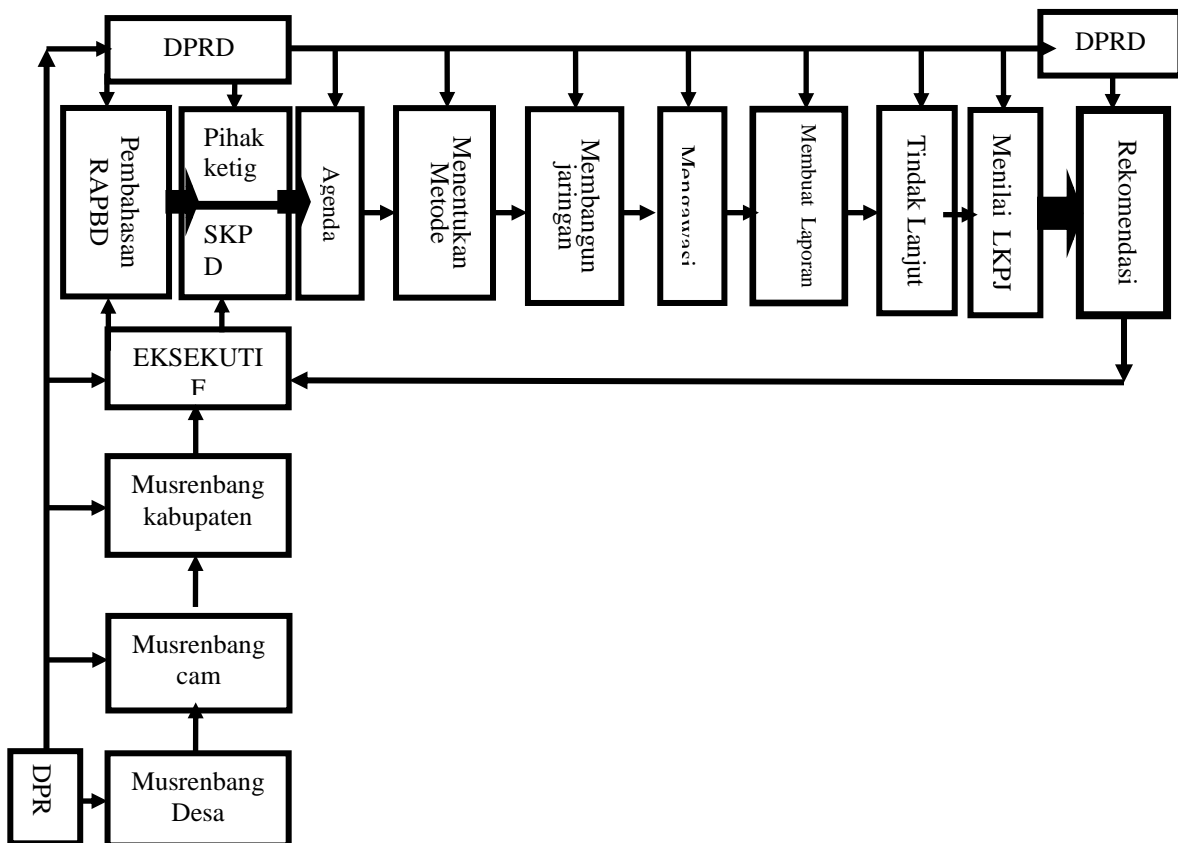 DPRD
DPRD
Pembahasan
RAPBD
Pihak
ketig
SKP
D
Agenda
Menentukan
Metode
Membangun
jaringan
Mengawasi
Membuat Laporan
Tindak Lanjut
Menilai LKPJ
Rekomendasi
EKSEKUTI
F
Musrenbang
kabupaten
Musrenbang
cam
DPR
Musrenbang
Desa